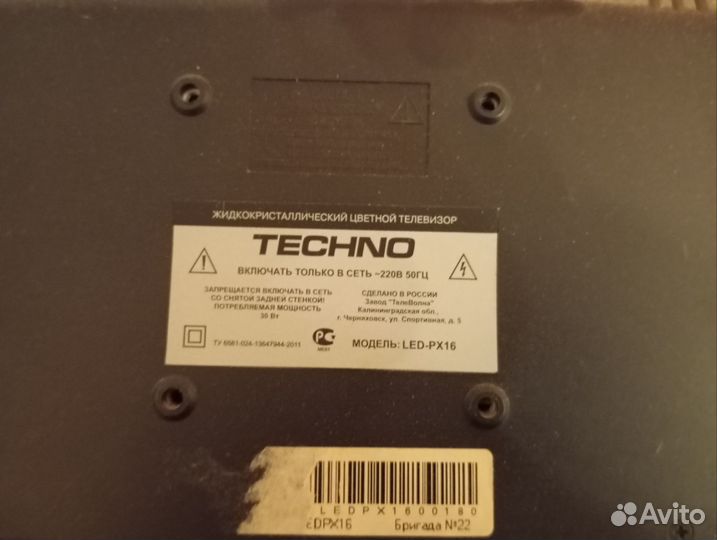 ЖИДКОКРИСТАЛЛИЧЕСКИЙ ЦВЕТНОЙ ТЕЛЕВИЗОР
TECHNO
ВКЛЮЧАТЬ ТОЛЬКО В СЕТЬ ~220В 50ГЦ
ЗАПРЕЩАЕТСЯ ВКЛЮЧАТЬ В СЕТЬ
СО СНЯТОЙ ЗАДНЕЙ СТЕНКОЙ!
ПОТРЕБЛЯЕМАЯ МОЩНОСТЬ
30 Вт
СДЕЛАНО В РОССИИ
Завод "ТелеВолна"
Калининградская обл.,
г. Черняховск, ул. Спортивная, д. 5
ТУ 6581-024-13647944-2011
МОДЕЛЬ: LED-PX16
LEDPX1600180
EDPX16 Бригада №22
Avito